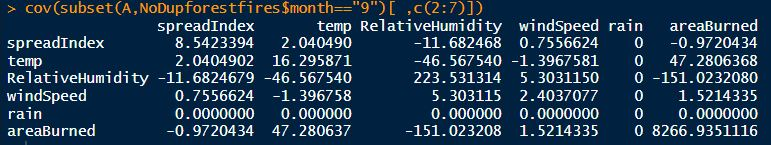 > cov(subset(A,NoDupforestfires$month=="9")[ ,c(2:7)])
spreadIndex temp RelativeHumidity windSpeed rain areaBurned
spreadIndex 8.5423394 2.040490 -11.682468 0.7556624 0 -0.9720434
temp 2.0404902 16.295871 -46.567540 -1.3967581 0 47.2806368
RelativeHumidity -11.6824679 -46.567540 223.531314 5.3031150 0 -151.0232080
windSpeed 0.7556624 -1.396758 5.303115 2.4037077 0 1.5214335
rain 0.0000000 0.000000 0.000000 0.0000000 0 0.0000000
areaBurned -0.9720434 47.280637 -151.023208 1.5214335 0 8266.9351116